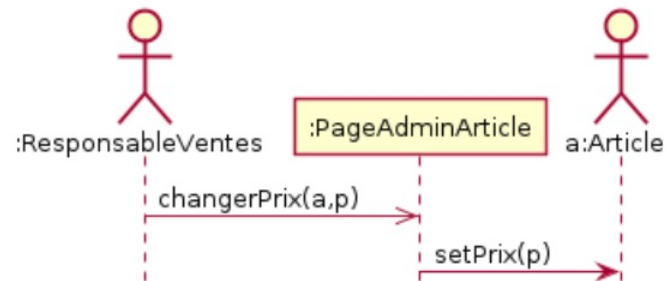 :ResponsableVentes
:PageAdminArticle
a:Article
changerPrix(a,p)
setPrix(p)